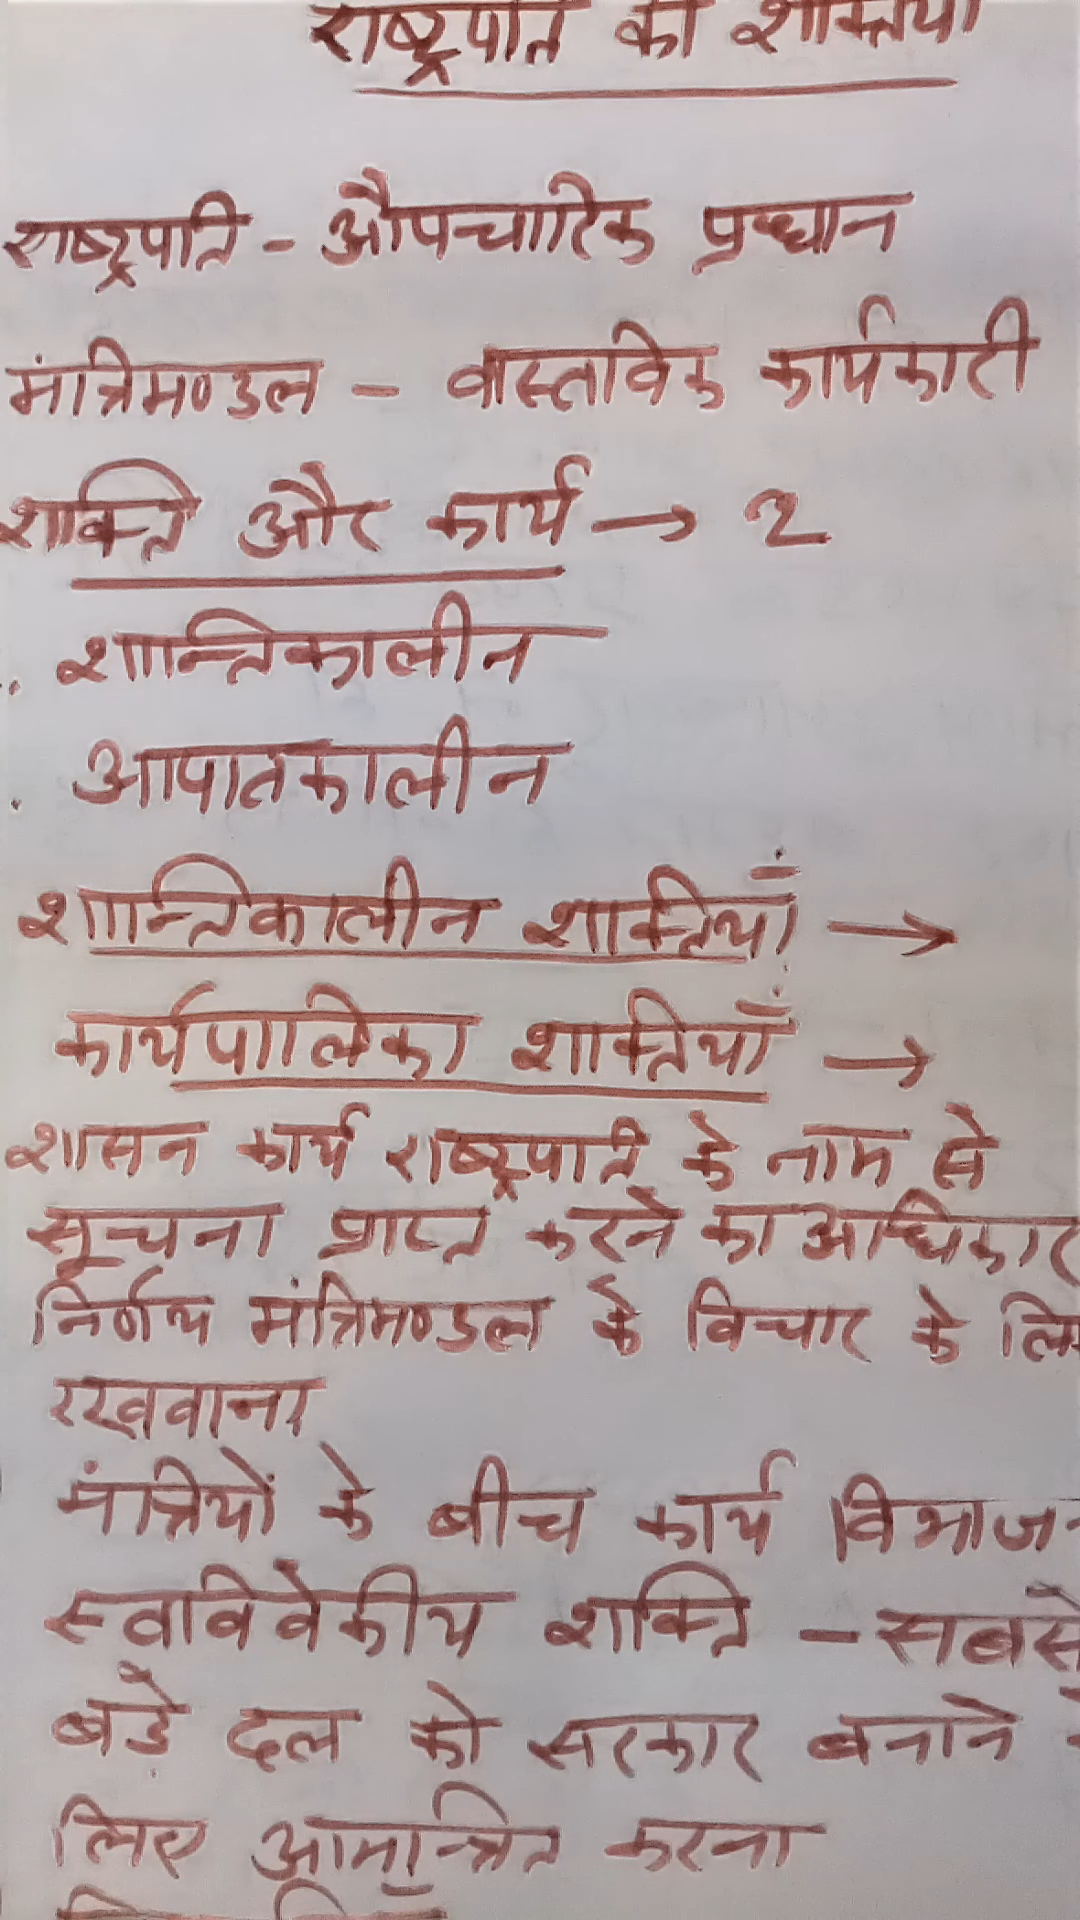 राष्ट्रपति की शक्तियाँ
राष्ट्रपति - औपचारिक प्रधान
मंत्रिमण्डल - वास्तविक कार्यकारी
शक्ति और कार्य → 2
शान्तिकालीन
आपातकालीन
शान्तिकालीन शक्तियाँ →
कार्यपालिका शक्तियाँ →
शासन कार्य राष्ट्रपति के नाम से
सूचना प्राप्त करने का अधिकार
निर्णय मंत्रिमण्डल के विचार के
रखवाना
मंत्रियों के बीच कार्य
स्वविवेकीय शक्ति - सबसे
बड़े दल को सरकार बनाने
लिए आमन्त्रित करना